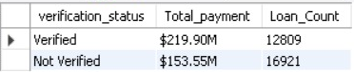 verification_status Total_payment Loan_Count
Verified $219.90M 12809
Not Verified $153.55M 16921